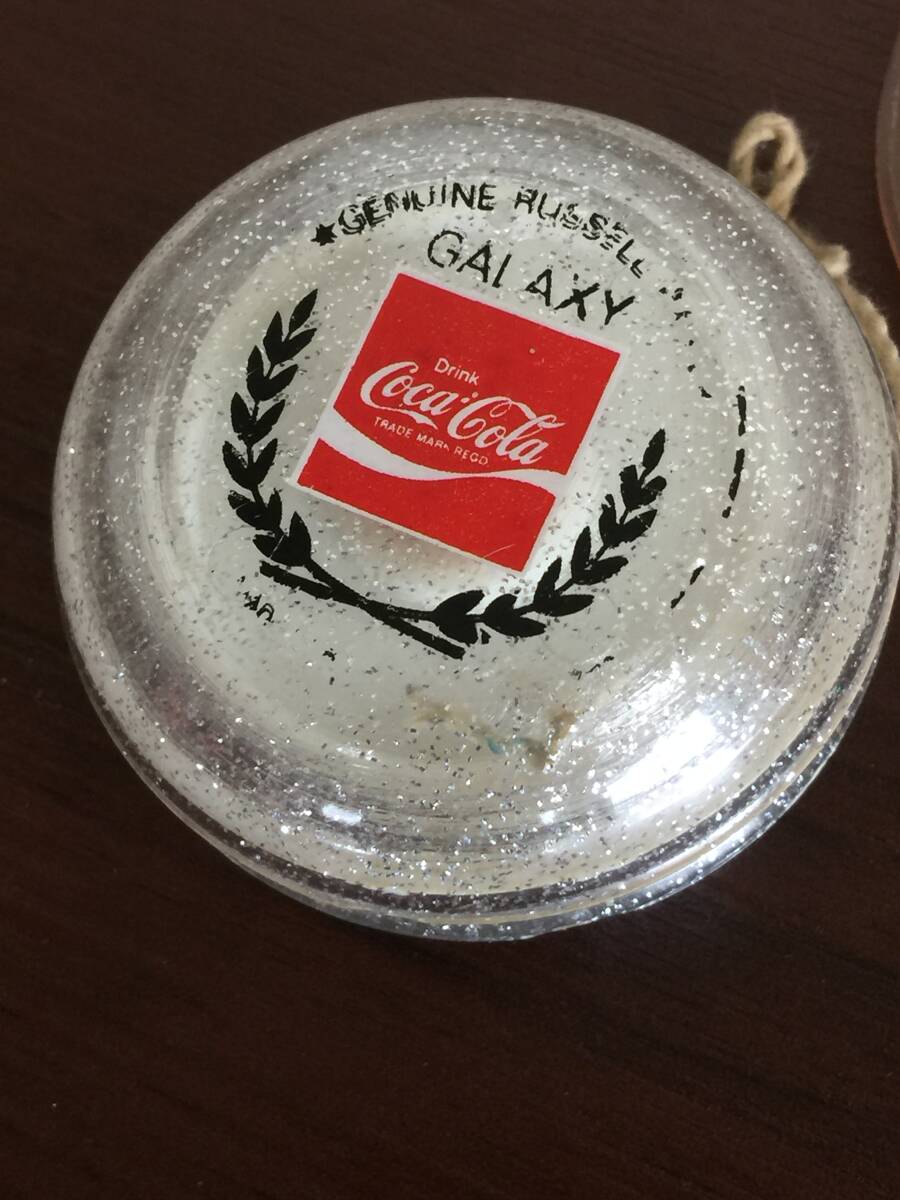 ★GENUINE RUSSELL
GALAXY
Drink
Coca-Cola
TRADE MARK REGD